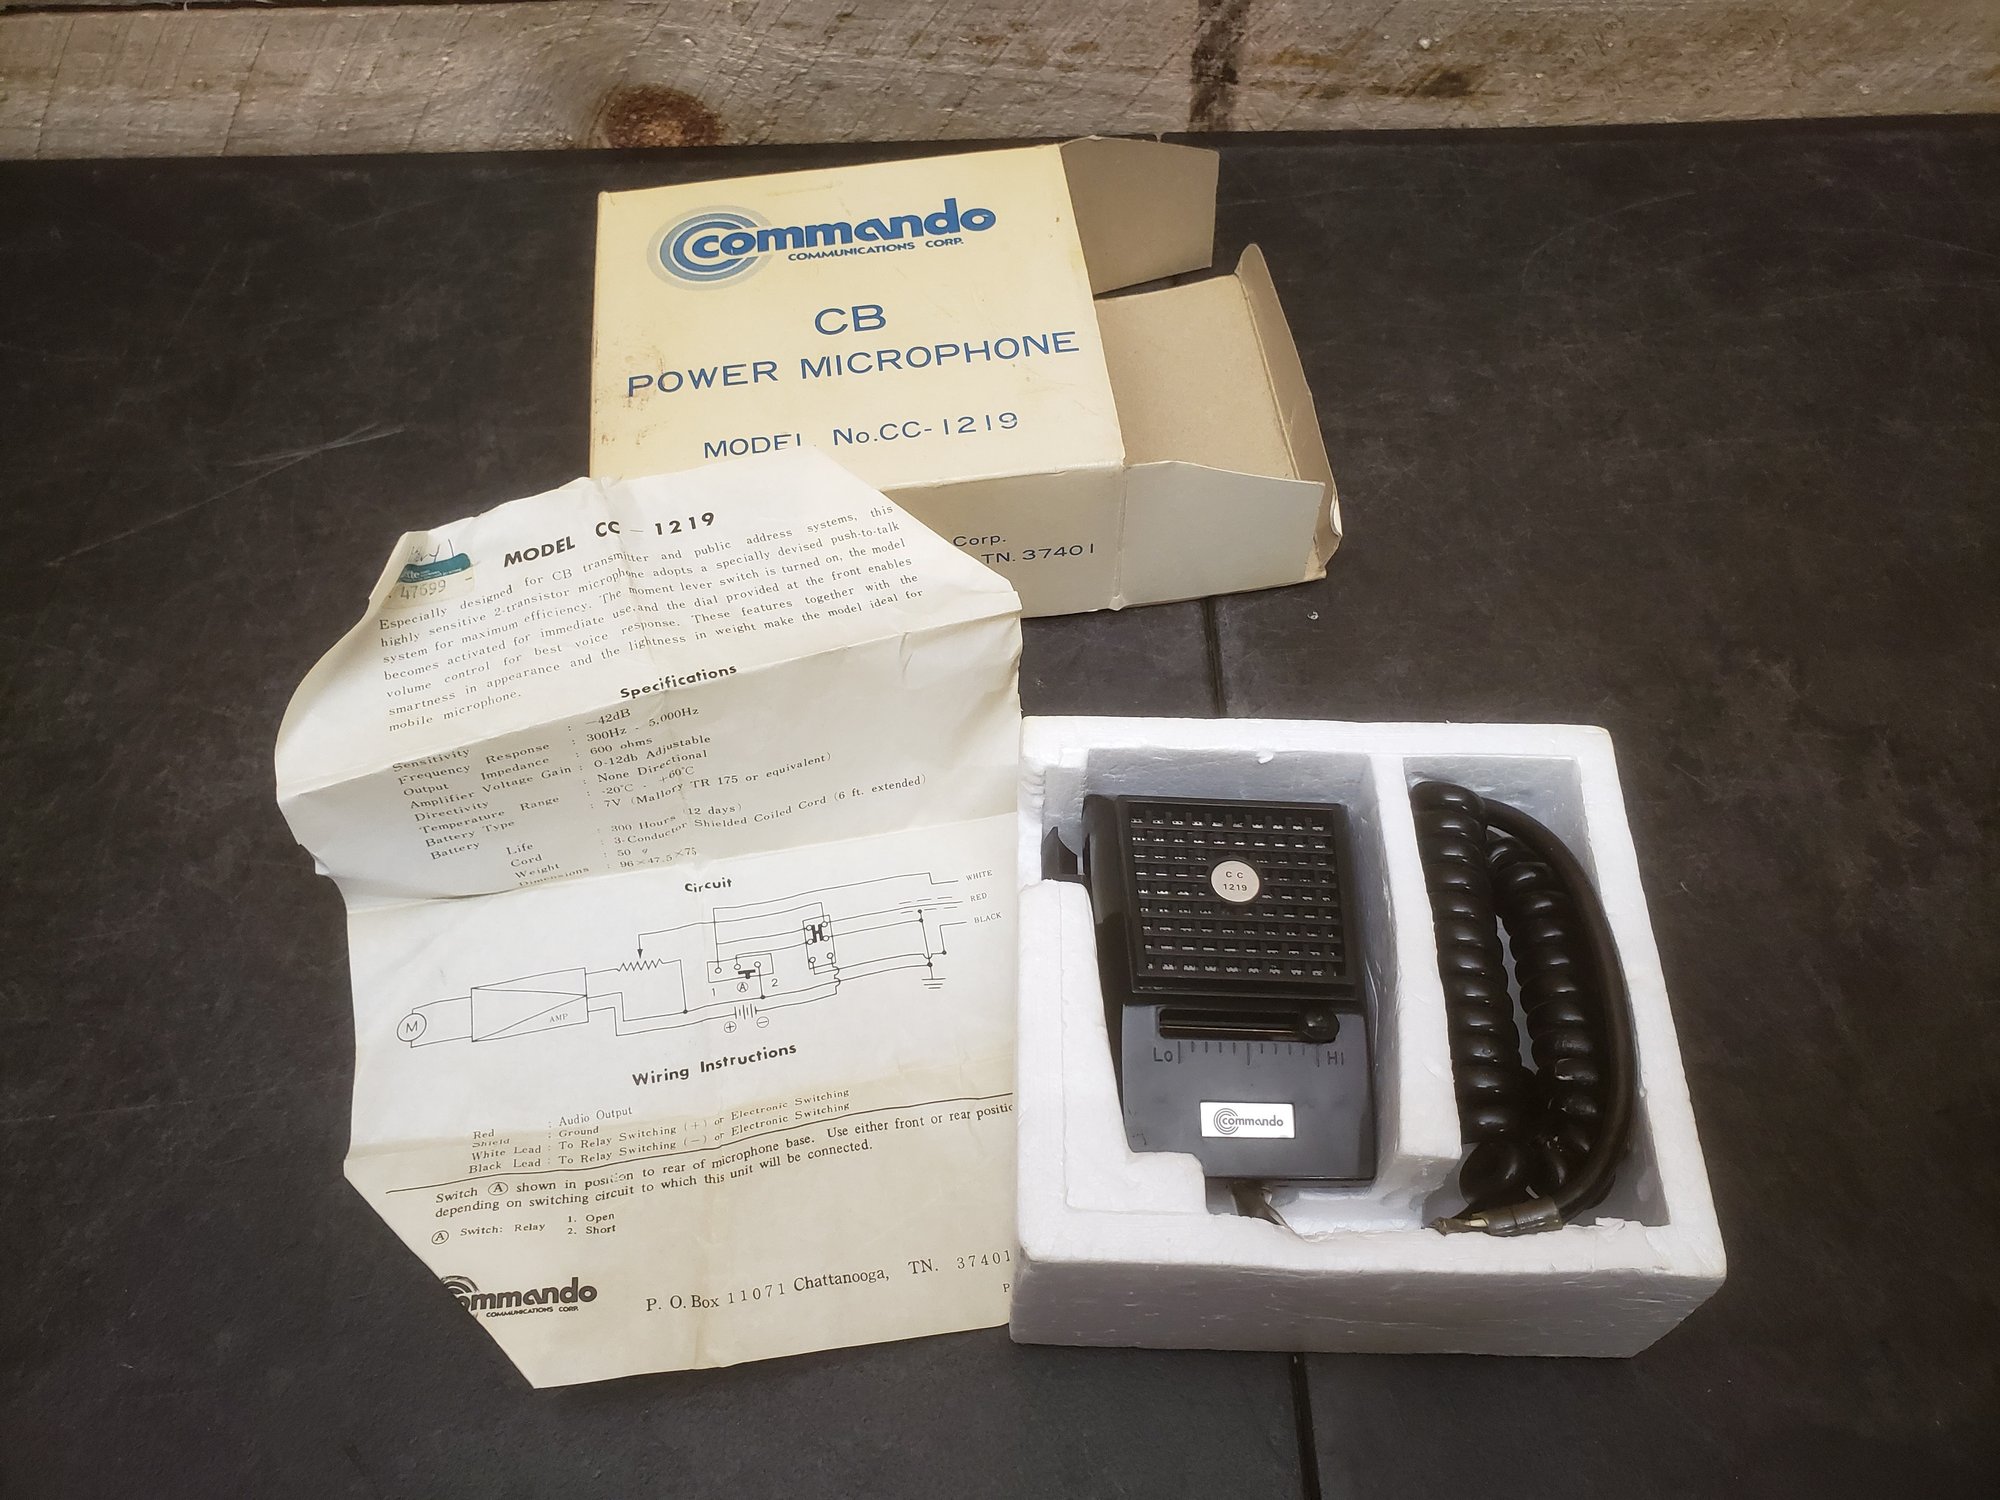 commando
COMMUNICATIONS CORP.
CB
POWER MICROPHONE
MODEL No.CC-1219
Corp.
TN. 37401
47699
MODEL CC - 1219
Especially designed for CB transmitter and public address systems, this
highly sensitive 2-transistor microphone adopts a specially devised push-to-talk
system for maximum efficiency. The moment lever switch is turned on, the model
becomes activated for immediate use, and the dial provided at the front enables
volume control for best voice response. These features together with the
smartness in appearance and the lightness in weight make the model ideal for
mobile microphone.
Specifications
Sensitivity : -42dB
Frequency Response : 300Hz - 5,000Hz
Output Impedance : 600 ohms
Amplifier Voltage Gain : 0-12db Adjustable
Directivity : None Directional
Temperature Range : -20°C - +60°C
Battery Type : 7V (Mallory TR 175 or equivalent)
Battery Life : 300 Hours (12 days)
Cord : 3-Conductor Shielded Coiled Cord (6 ft. extended)
Weight : 50 g
Dimensions : 96×47.5×75
Circuit
WHITE
RED
BLACK
1 A 2
M
AMP
+ -
Wiring Instructions
Red : Audio Output
Shield : Ground
White Lead : To Relay Switching (+) or Electronic Switching
Black Lead : To Relay Switching (-) or Electronic Switching
Switch A shown in position to rear of microphone base. Use either front or rear positio
depending on switching circuit to which this unit will be connected.
A Switch: Relay 1. Open
2. Short
ommando
COMMUNICATIONS CORP.
P. O. Box 11071 Chattanooga, TN. 37401
P
CC
1219
Lo HI
commando